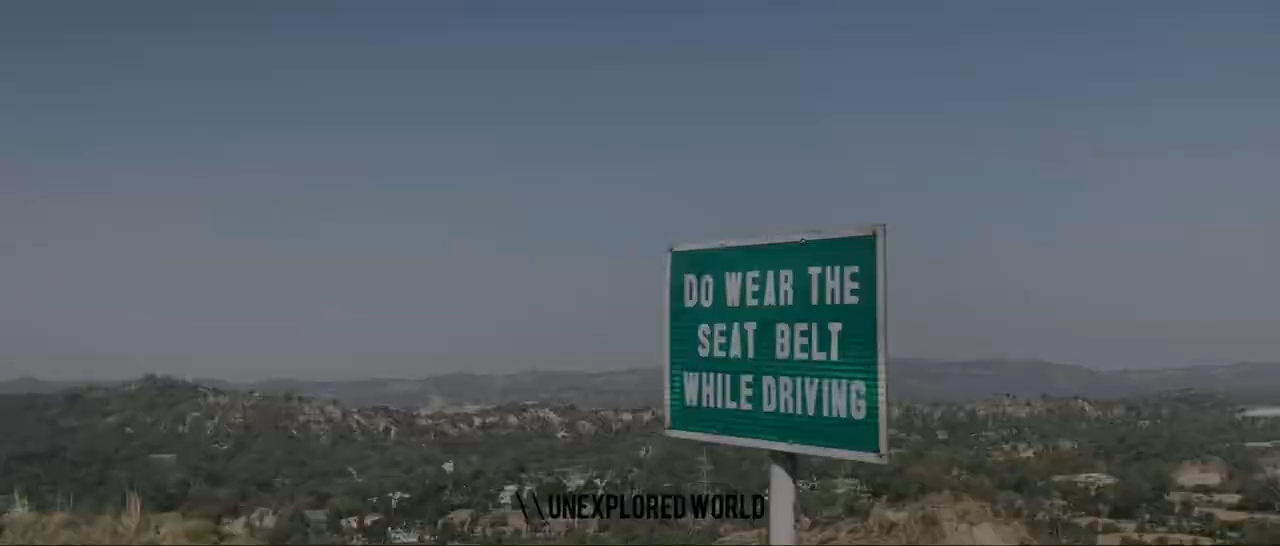 DO WEAR THE
SEAT BELT
WHILE DRIVING
\\ UNEXPLORED WORLD